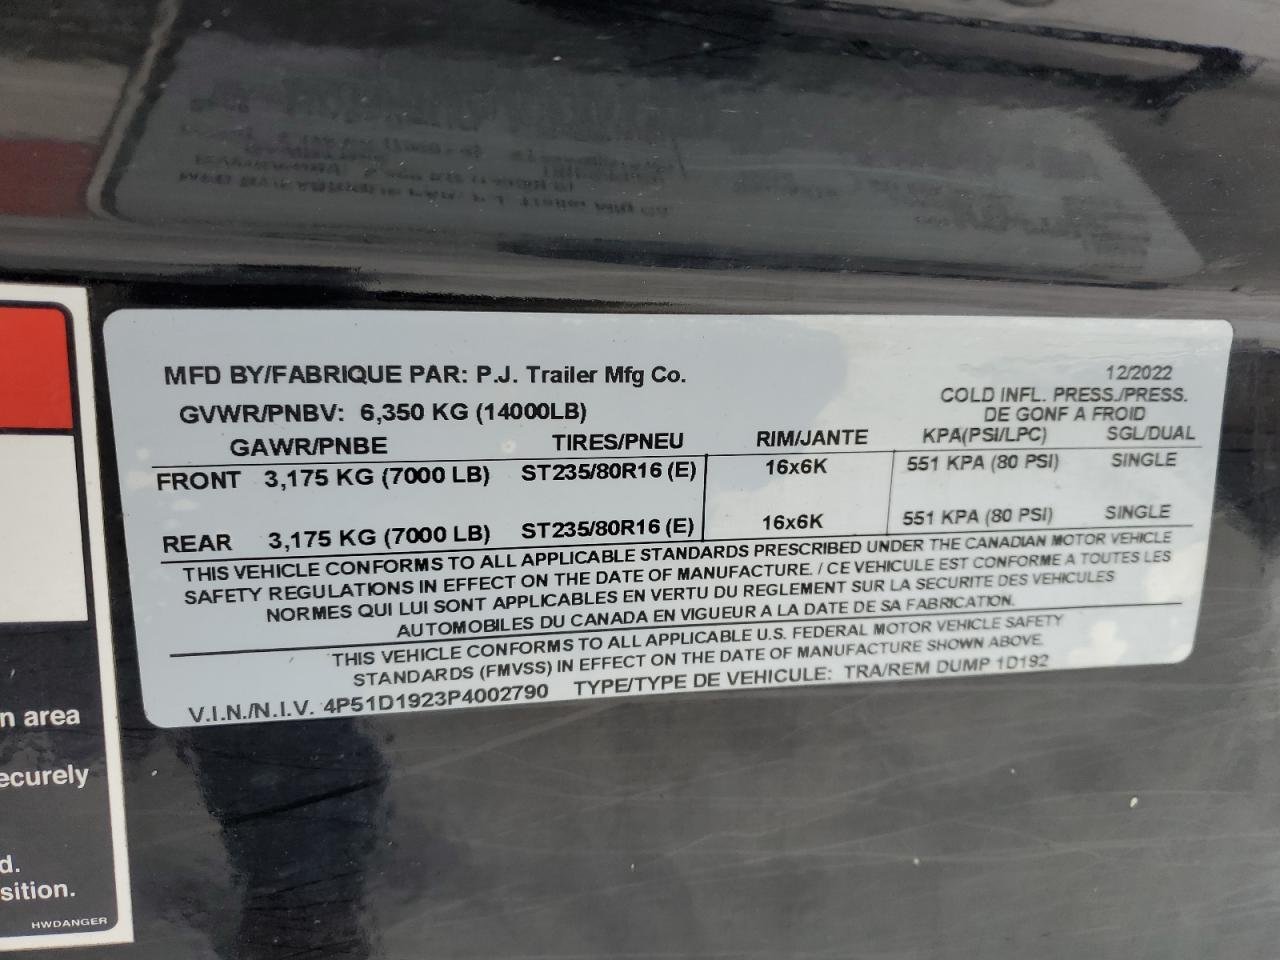 MFD BY/FABRIQUE PAR: P.J. Trailer Mfg Co.
12/2022
GVWR/PNBV: 6,350 KG (14000LB)
COLD INFL. PRESS./PRESS.
DE GONF A FROID
GAWR/PNBE TIRES/PNEU RIM/JANTE KPA(PSI/LPC) SGL/DUAL
FRONT 3,175 KG (7000 LB) ST235/80R16 (E) 16x6K 551 KPA (80 PSI) SINGLE
REAR 3,175 KG (7000 LB) ST235/80R16 (E) 16x6K 551 KPA (80 PSI) SINGLE
THIS VEHICLE CONFORMS TO ALL APPLICABLE STANDARDS PRESCRIBED UNDER THE CANADIAN MOTOR VEHICLE
SAFETY REGULATIONS IN EFFECT ON THE DATE OF MANUFACTURE. / CE VEHICULE EST CONFORME A TOUTES LES
NORMES QUI LUI SONT APPLICABLES EN VERTU DU REGLEMENT SUR LA SECURITE DES VEHICULES
AUTOMOBILES DU CANADA EN VIGUEUR A LA DATE DE SA FABRICATION.
THIS VEHICLE CONFORMS TO ALL APPLICABLE U.S. FEDERAL MOTOR VEHICLE SAFETY
STANDARDS (FMVSS) IN EFFECT ON THE DATE OF MANUFACTURE SHOWN ABOVE.
V.I.N./N.I.V. 4P51D1923P4002790 TYPE/TYPE DE VEHICULE: TRA/REM DUMP 1D192
n area
ecurely
d.
sition.
HWDANGER